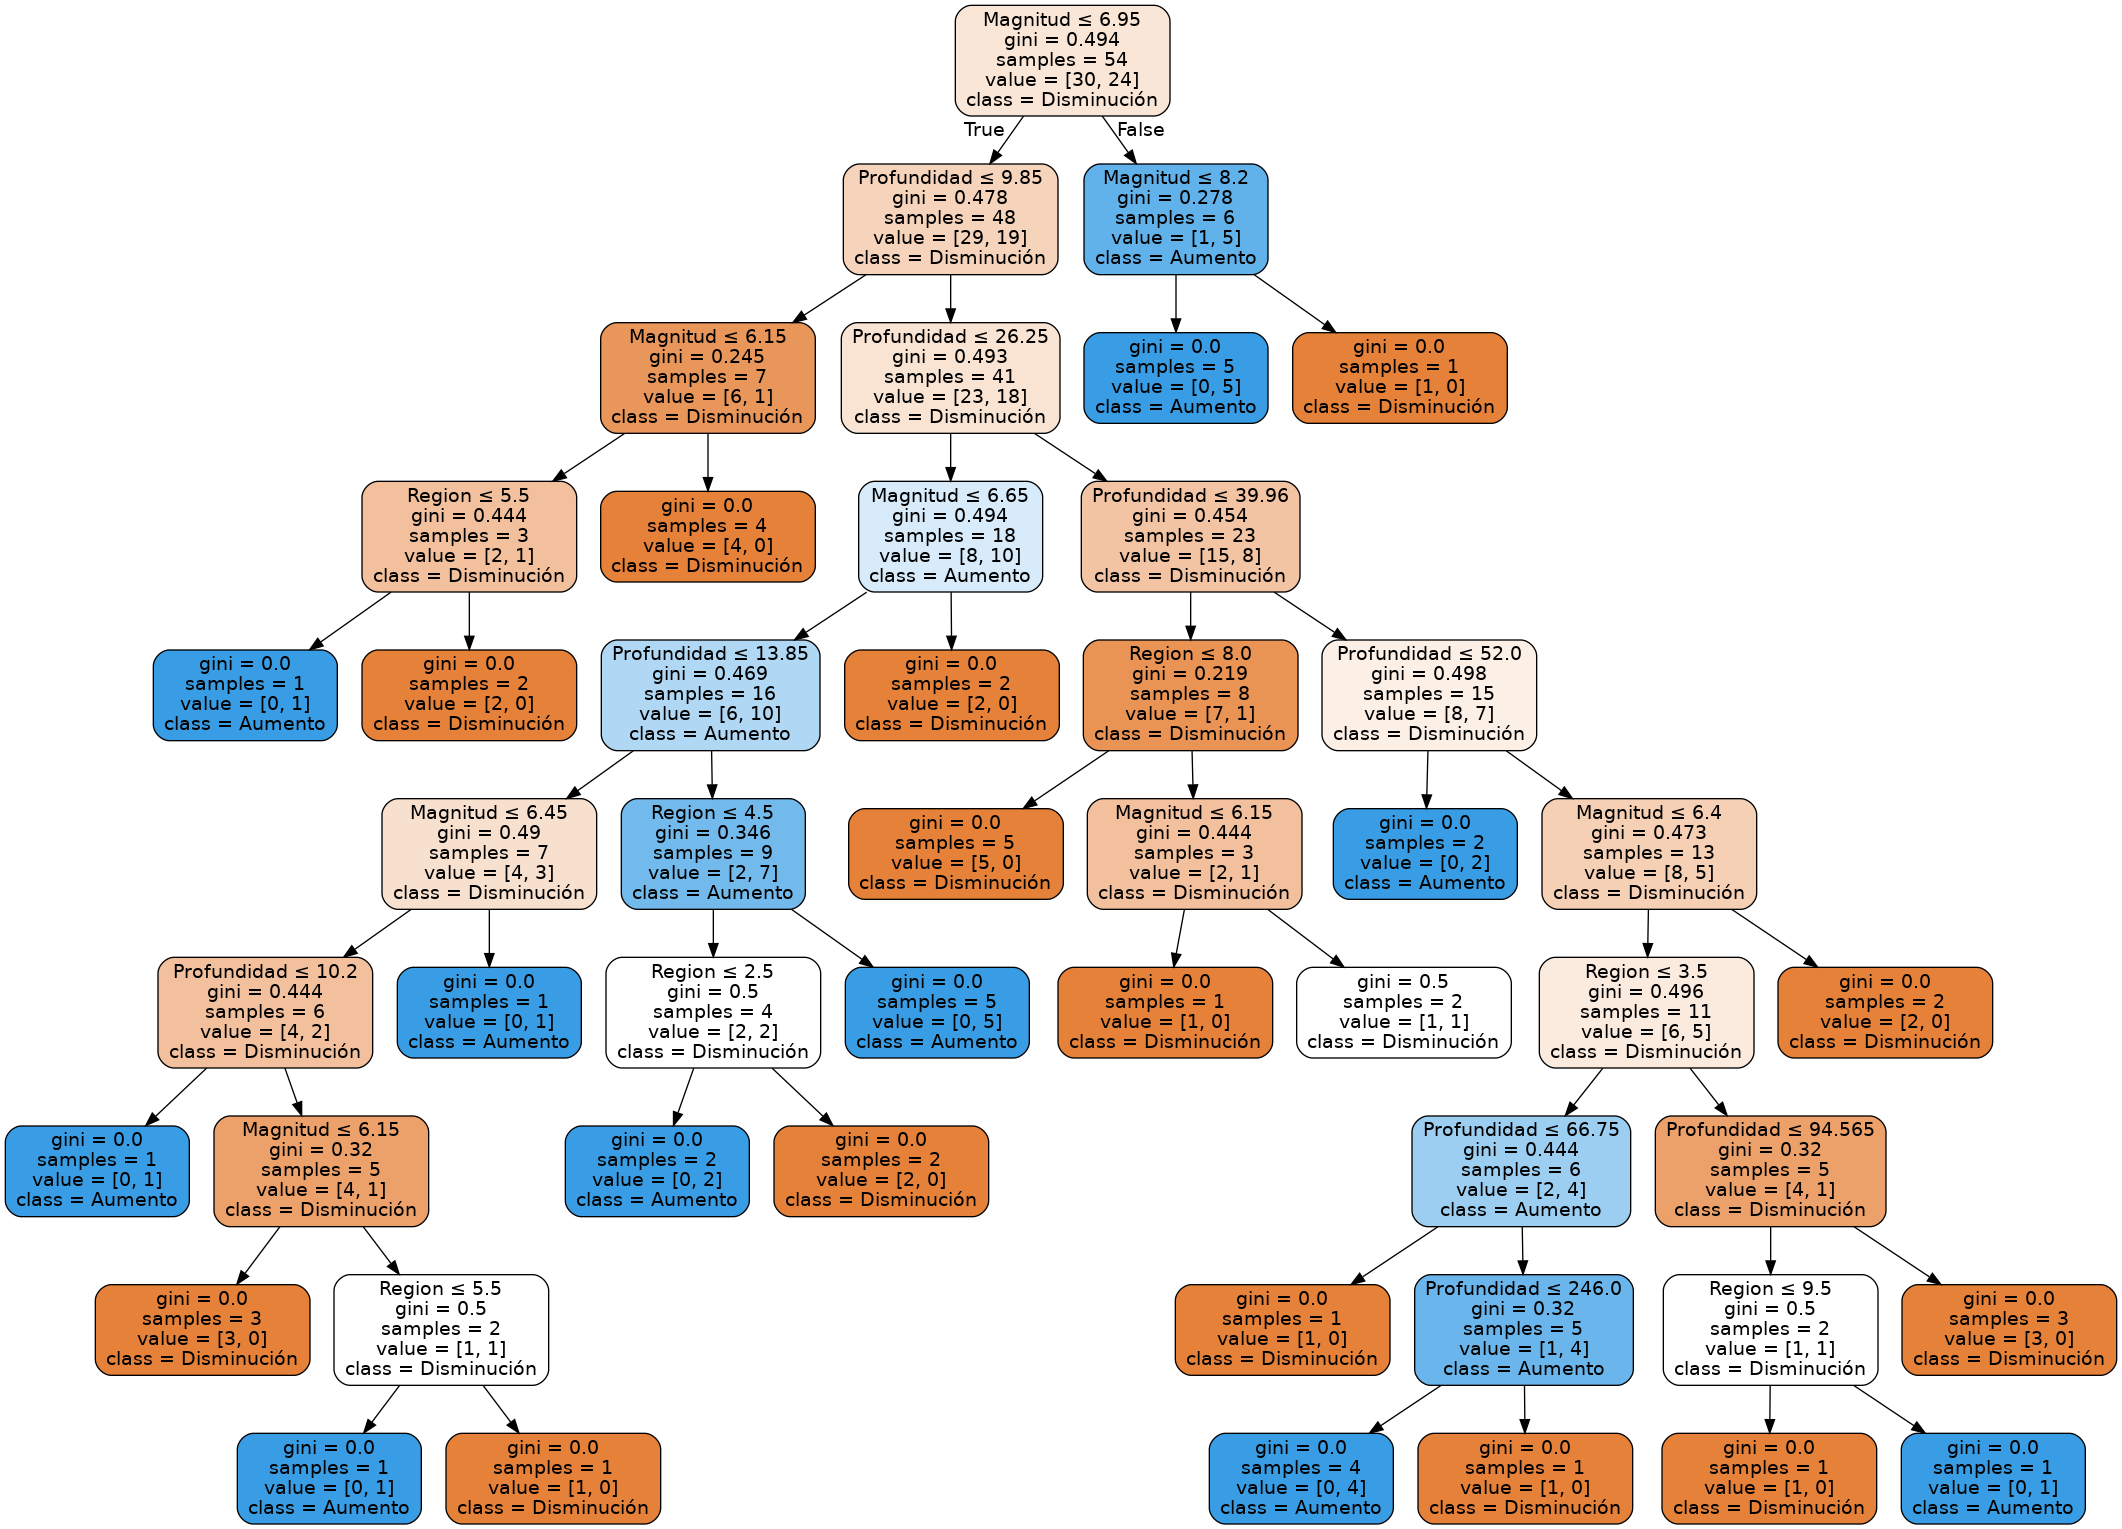 Magnitud ≤ 6.95
gini = 0.494
samples = 54
value = [30, 24]
class = Disminución
True
False
Profundidad ≤ 9.85
gini = 0.478
samples = 48
value = [29, 19]
class = Disminución
Magnitud ≤ 8.2
gini = 0.278
samples = 6
value = [1, 5]
class = Aumento
Magnitud ≤ 6.15
gini = 0.245
samples = 7
value = [6, 1]
class = Disminución
Profundidad ≤ 26.25
gini = 0.493
samples = 41
value = [23, 18]
class = Disminución
gini = 0.0
samples = 5
value = [0, 5]
class = Aumento
gini = 0.0
samples = 1
value = [1, 0]
class = Disminución
Region ≤ 5.5
gini = 0.444
samples = 3
value = [2, 1]
class = Disminución
gini = 0.0
samples = 4
value = [4, 0]
class = Disminución
Magnitud ≤ 6.65
gini = 0.494
samples = 18
value = [8, 10]
class = Aumento
Profundidad ≤ 39.96
gini = 0.454
samples = 23
value = [15, 8]
class = Disminución
gini = 0.0
samples = 1
value = [0, 1]
class = Aumento
gini = 0.0
samples = 2
value = [2, 0]
class = Disminución
Profundidad ≤ 13.85
gini = 0.469
samples = 16
value = [6, 10]
class = Aumento
gini = 0.0
samples = 2
value = [2, 0]
class = Disminución
Region ≤ 8.0
gini = 0.219
samples = 8
value = [7, 1]
class = Disminución
Profundidad ≤ 52.0
gini = 0.498
samples = 15
value = [8, 7]
class = Disminución
Magnitud ≤ 6.45
gini = 0.49
samples = 7
value = [4, 3]
class = Disminución
Region ≤ 4.5
gini = 0.346
samples = 9
value = [2, 7]
class = Aumento
gini = 0.0
samples = 5
value = [5, 0]
class = Disminución
Magnitud ≤ 6.15
gini = 0.444
samples = 3
value = [2, 1]
class = Disminución
gini = 0.0
samples = 2
value = [0, 2]
class = Aumento
Magnitud ≤ 6.4
gini = 0.473
samples = 13
value = [8, 5]
class = Disminución
Profundidad ≤ 10.2
gini = 0.444
samples = 6
value = [4, 2]
class = Disminución
gini = 0.0
samples = 1
value = [0, 1]
class = Aumento
Region ≤ 2.5
gini = 0.5
samples = 4
value = [2, 2]
class = Disminución
gini = 0.0
samples = 5
value = [0, 5]
class = Aumento
gini = 0.0
samples = 1
value = [1, 0]
class = Disminución
gini = 0.5
samples = 2
value = [1, 1]
class = Disminución
Region ≤ 3.5
gini = 0.496
samples = 11
value = [6, 5]
class = Disminución
gini = 0.0
samples = 2
value = [2, 0]
class = Disminución
gini = 0.0
samples = 1
value = [0, 1]
class = Aumento
Magnitud ≤ 6.15
gini = 0.32
samples = 5
value = [4, 1]
class = Disminución
gini = 0.0
samples = 2
value = [0, 2]
class = Aumento
gini = 0.0
samples = 2
value = [2, 0]
class = Disminución
Profundidad ≤ 66.75
gini = 0.444
samples = 6
value = [2, 4]
class = Aumento
Profundidad ≤ 94.565
gini = 0.32
samples = 5
value = [4, 1]
class = Disminución
gini = 0.0
samples = 3
value = [3, 0]
class = Disminución
Region ≤ 5.5
gini = 0.5
samples = 2
value = [1, 1]
class = Disminución
gini = 0.0
samples = 1
value = [1, 0]
class = Disminución
Profundidad ≤ 246.0
gini = 0.32
samples = 5
value = [1, 4]
class = Aumento
Region ≤ 9.5
gini = 0.5
samples = 2
value = [1, 1]
class = Disminución
gini = 0.0
samples = 3
value = [3, 0]
class = Disminución
gini = 0.0
samples = 1
value = [0, 1]
class = Aumento
gini = 0.0
samples = 1
value = [1, 0]
class = Disminución
gini = 0.0
samples = 4
value = [0, 4]
class = Aumento
gini = 0.0
samples = 1
value = [1, 0]
class = Disminución
gini = 0.0
samples = 1
value = [1, 0]
class = Disminución
gini = 0.0
samples = 1
value = [0, 1]
class = Aumento